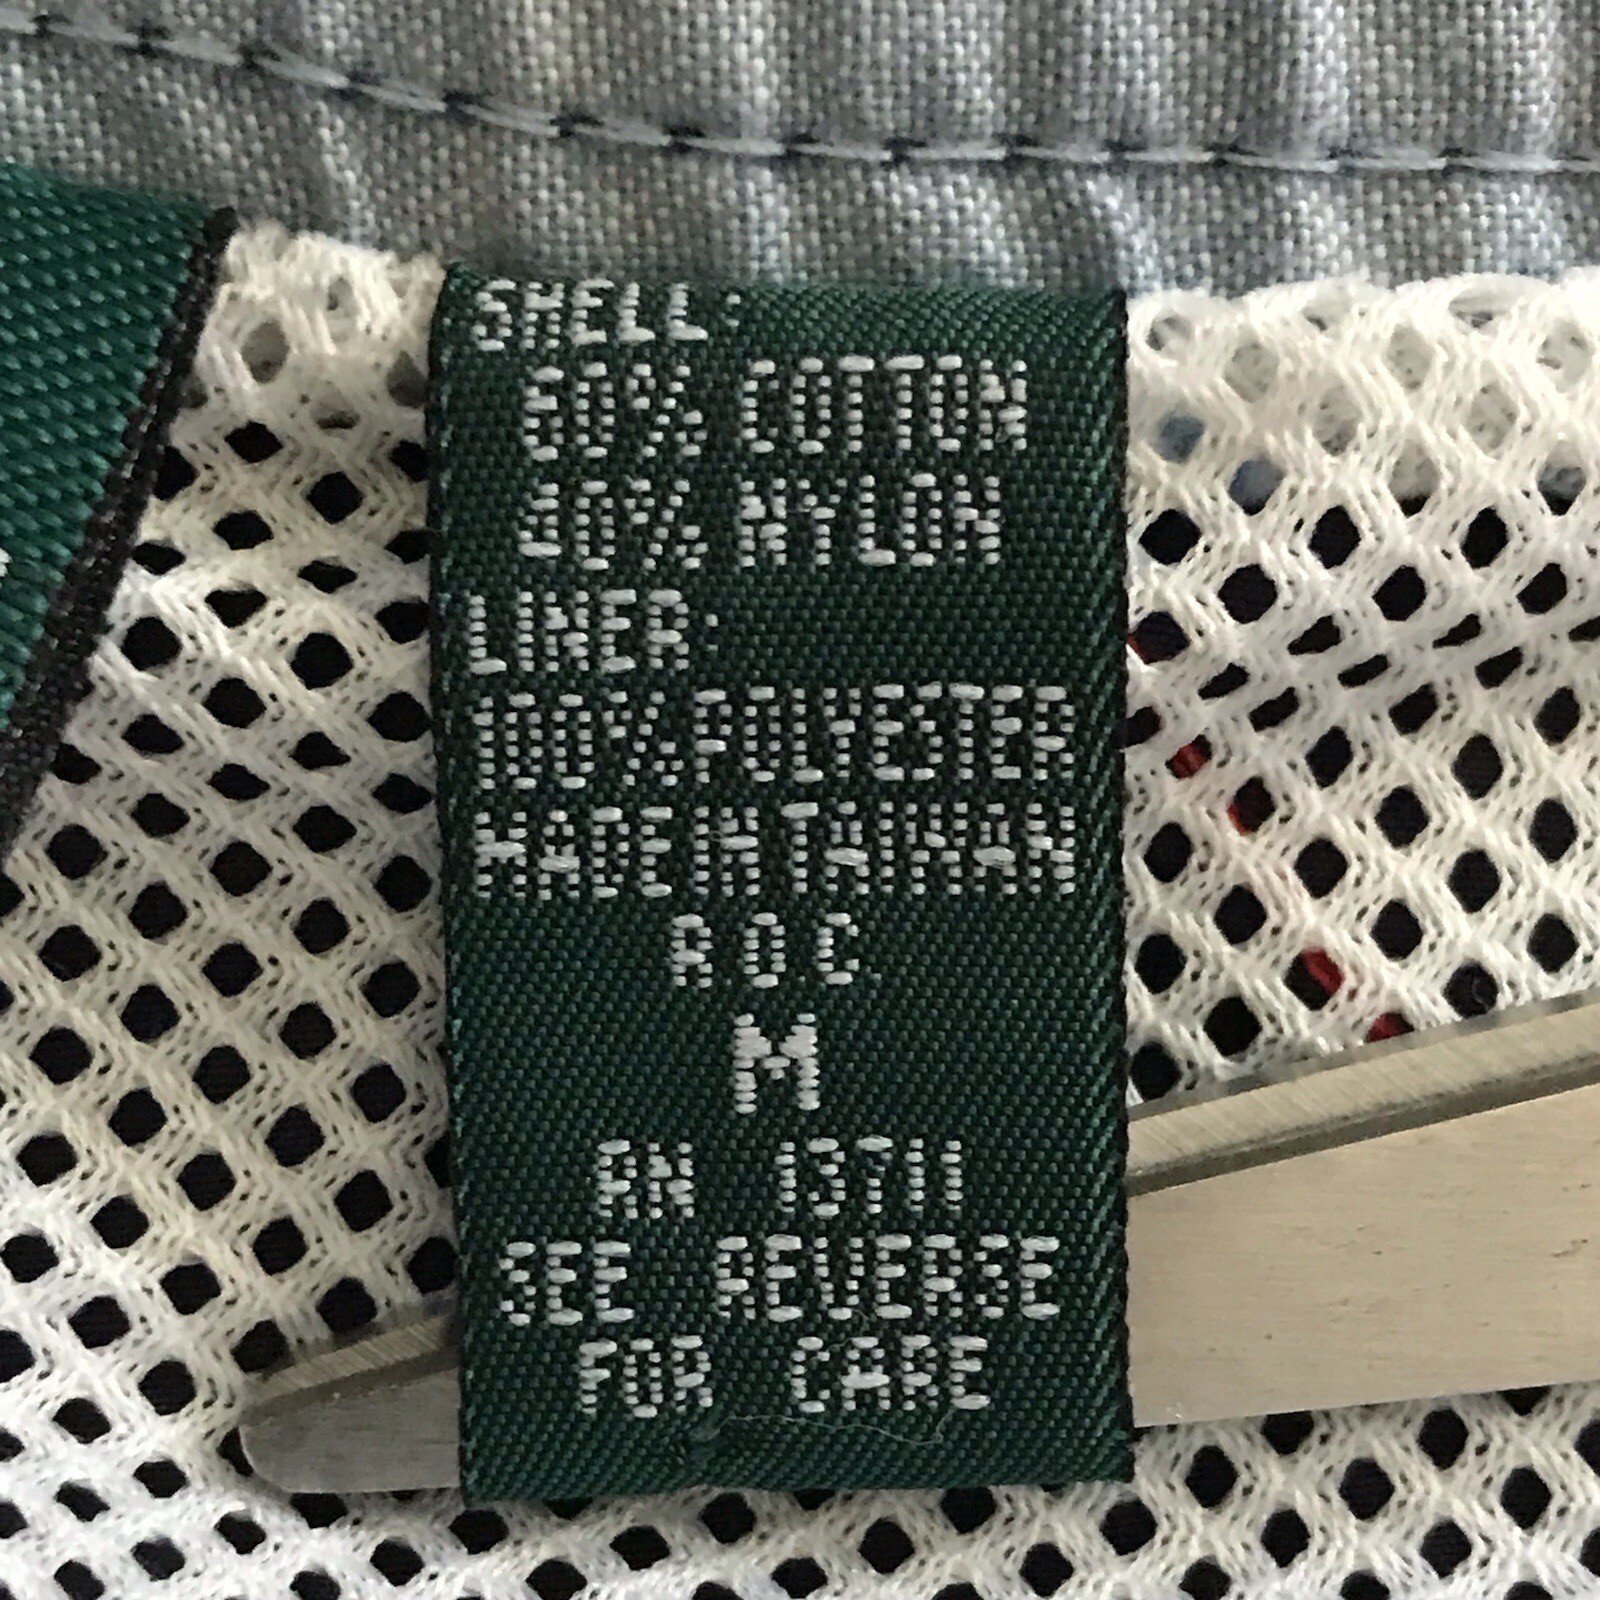 SHELL:
60% COTTON
40% NYLON
LINER:
100% POLYESTER
MADE IN TAIWAN
R O C
M
RN 13711
SEE REVERSE
FOR CARE